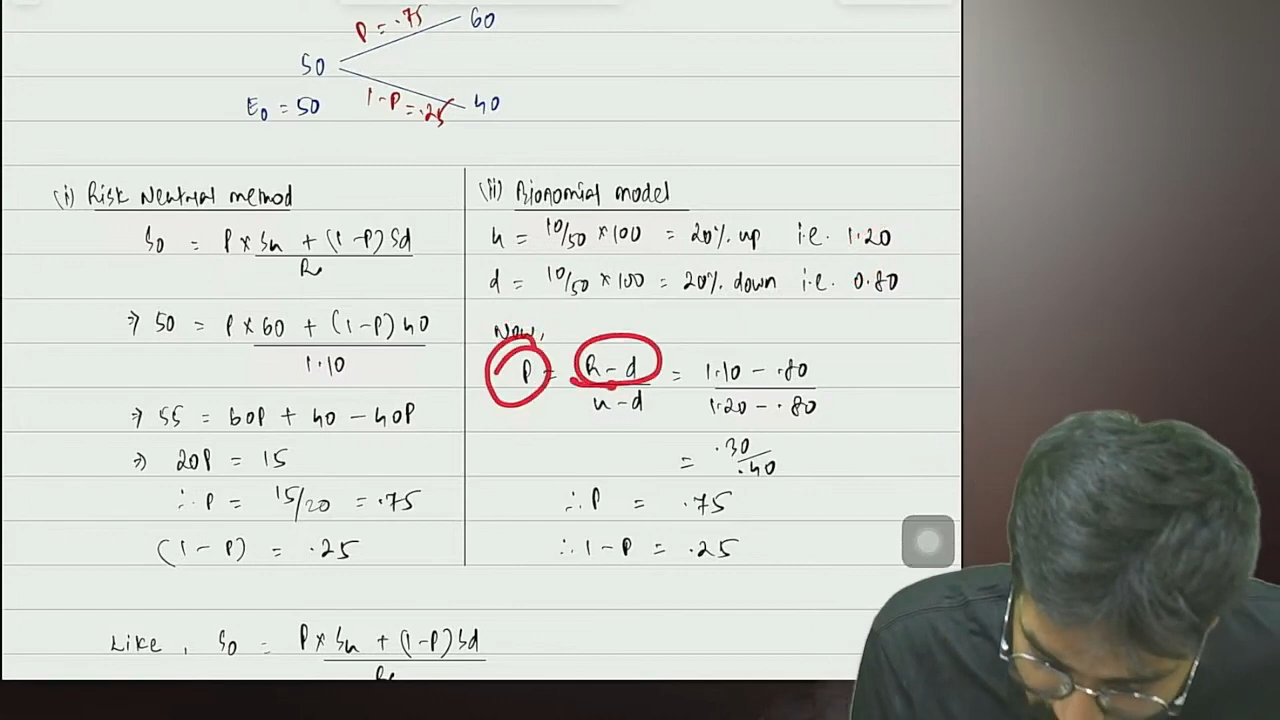 P = .75
60
50
1-P = .25
40
E₀ = 50
(i) Risk Neutral method
S₀ = P × Su + (1-P) Sd
R
⇒ 50 = P × 60 + (1-P) 40
1.10
⇒ 55 = 60P + 40 - 40P
⇒ 20P = 15
∴ P = 15/20 = .75
(1-P) = .25
(ii) Bionomial model
u = 10/50 × 100 = 20% up i.e. 1.20
d = 10/50 × 100 = 20% down i.e. 0.80
Now,
P = R-d = 1.10 - .80
u-d 1.20 - .80
= .30/.40
∴ P = .75
∴ 1-P = .25
Like, S₀ = P × Su + (1-P) Sd